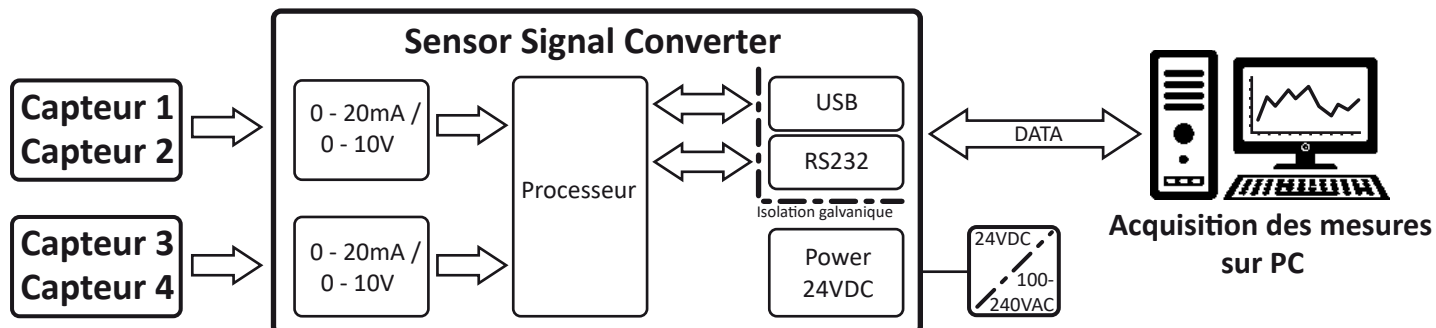 Sensor Signal Converter
Capteur 1
Capteur 2
0 - 20mA /
0 - 10V
Capteur 3
Capteur 4
0 - 20mA /
0 - 10V
Processeur
USB
RS232
Isolation galvanique
Power
24VDC
DATA
24VDC
100-
240VAC
Acquisition des mesures
sur PC